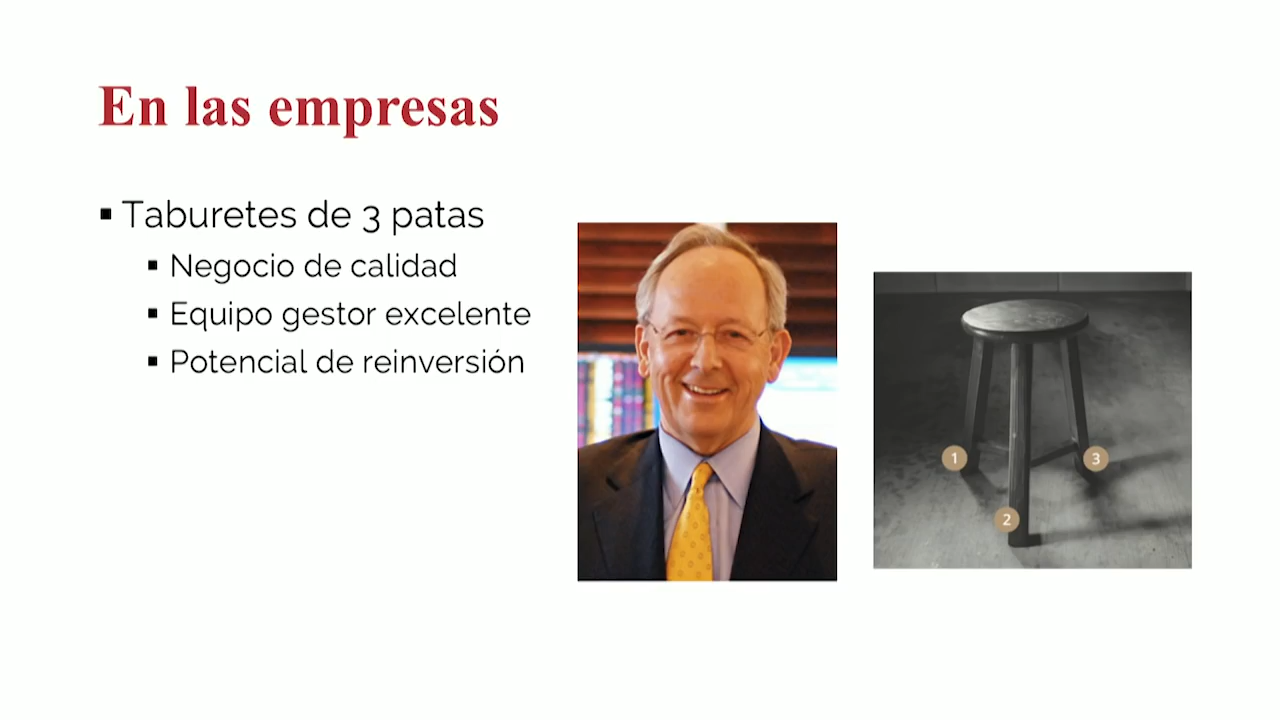 En las empresas
▪ Taburetes de 3 patas
▪ Negocio de calidad
▪ Equipo gestor excelente
▪ Potencial de reinversión
1
3
2